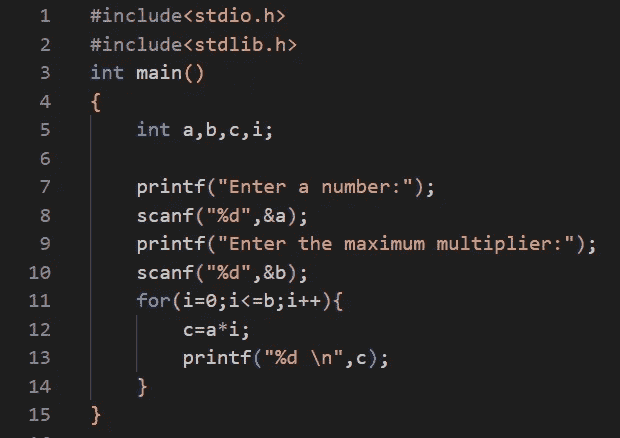 1 #include<stdio.h>
2 #include<stdlib.h>
3 int main()
4 {
5     int a,b,c,i;
6
7     printf("Enter a number:");
8     scanf("%d",&a);
9     printf("Enter the maximum multiplier:");
10     scanf("%d",&b);
11     for(i=0;i<=b;i++){
12         c=a*i;
13         printf("%d \n",c);
14     }
15 }